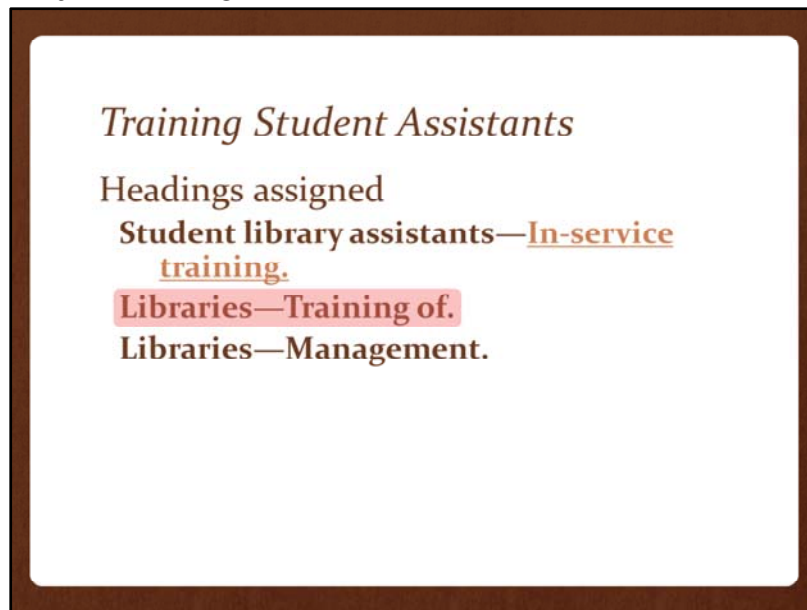 Training Student Assistants
Headings assigned
Student library assistants—In-service
training.
Libraries—Training of.
Libraries—Management.